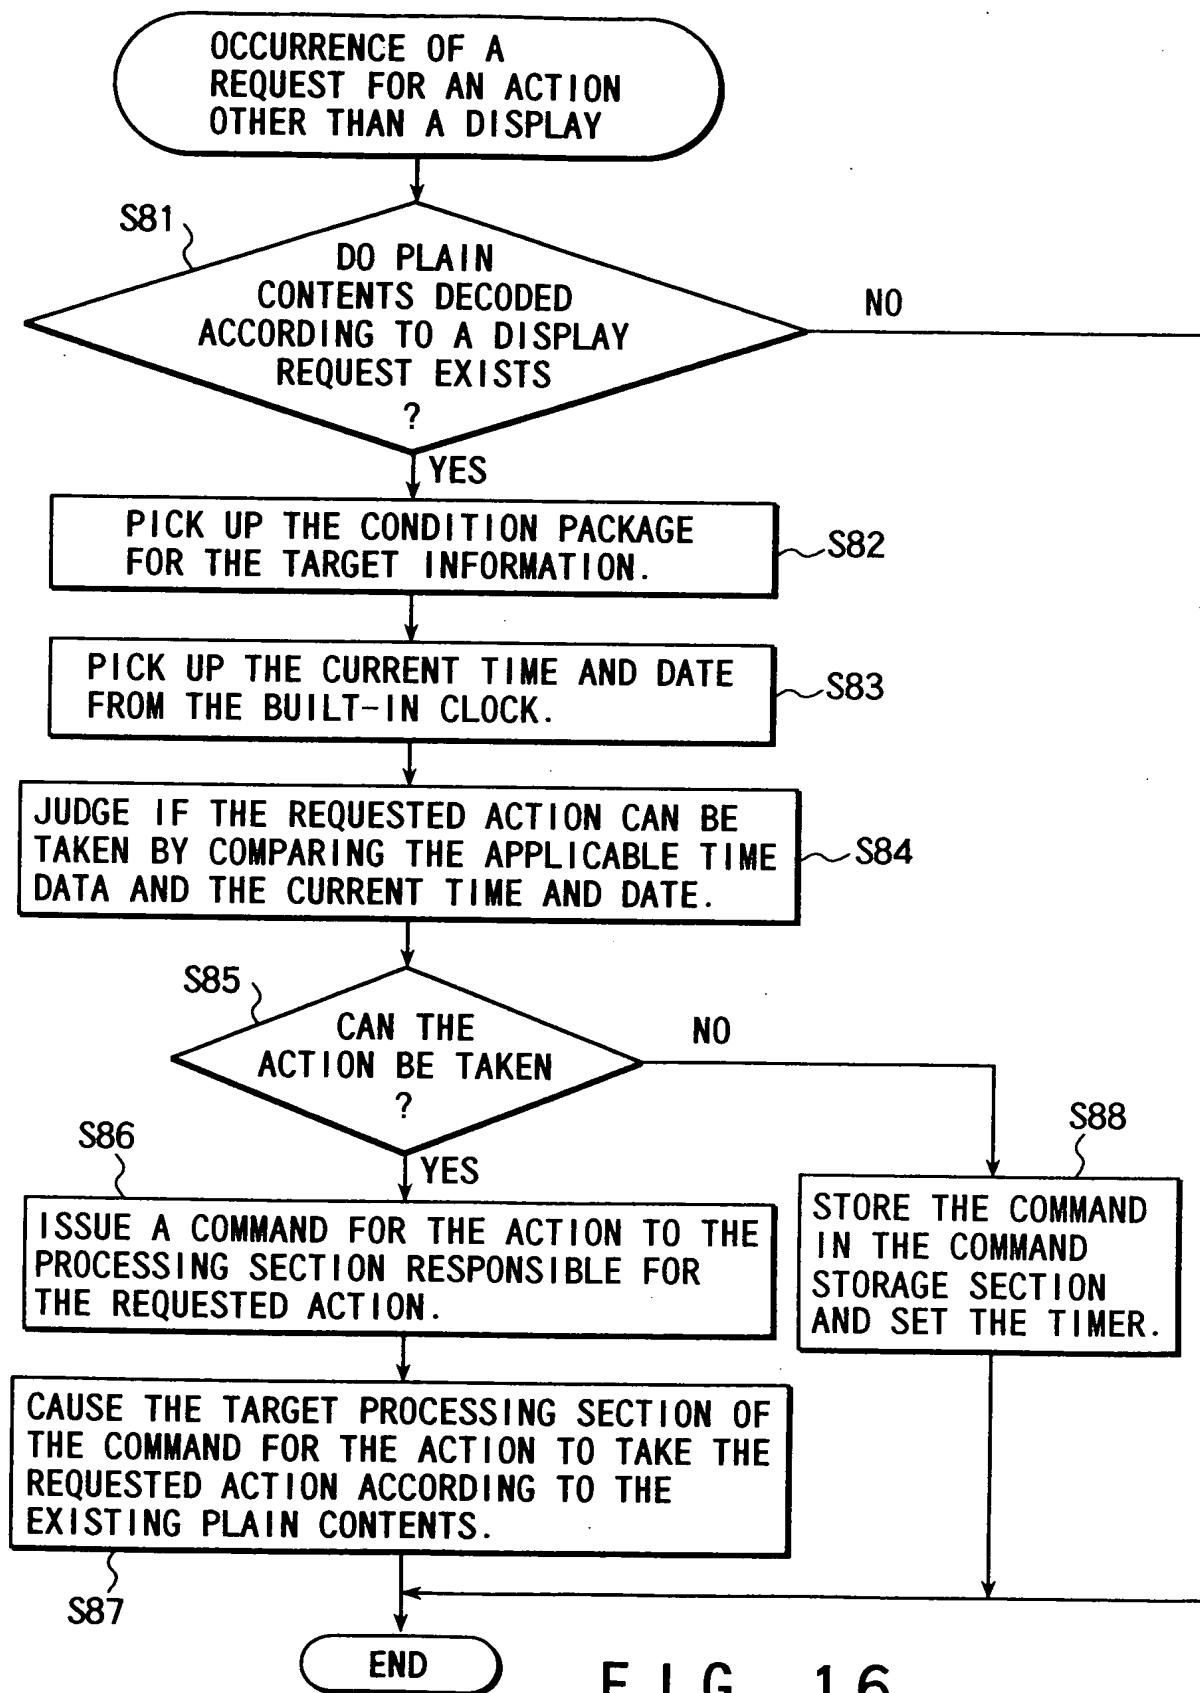 OCCURRENCE OF A
REQUEST FOR AN ACTION
OTHER THAN A DISPLAY
S81
DO PLAIN
CONTENTS DECODED
ACCORDING TO A DISPLAY
REQUEST EXISTS
?
NO
YES
PICK UP THE CONDITION PACKAGE
FOR THE TARGET INFORMATION.
S82
PICK UP THE CURRENT TIME AND DATE
FROM THE BUILT-IN CLOCK.
S83
JUDGE IF THE REQUESTED ACTION CAN BE
TAKEN BY COMPARING THE APPLICABLE TIME
DATA AND THE CURRENT TIME AND DATE.
S84
S85
CAN THE
ACTION BE TAKEN
?
NO
YES
S86
ISSUE A COMMAND FOR THE ACTION TO THE
PROCESSING SECTION RESPONSIBLE FOR
THE REQUESTED ACTION.
S88
STORE THE COMMAND
IN THE COMMAND
STORAGE SECTION
AND SET THE TIMER.
CAUSE THE TARGET PROCESSING SECTION OF
THE COMMAND FOR THE ACTION TO TAKE THE
REQUESTED ACTION ACCORDING TO THE
EXISTING PLAIN CONTENTS.
S87
END
FIG. 16